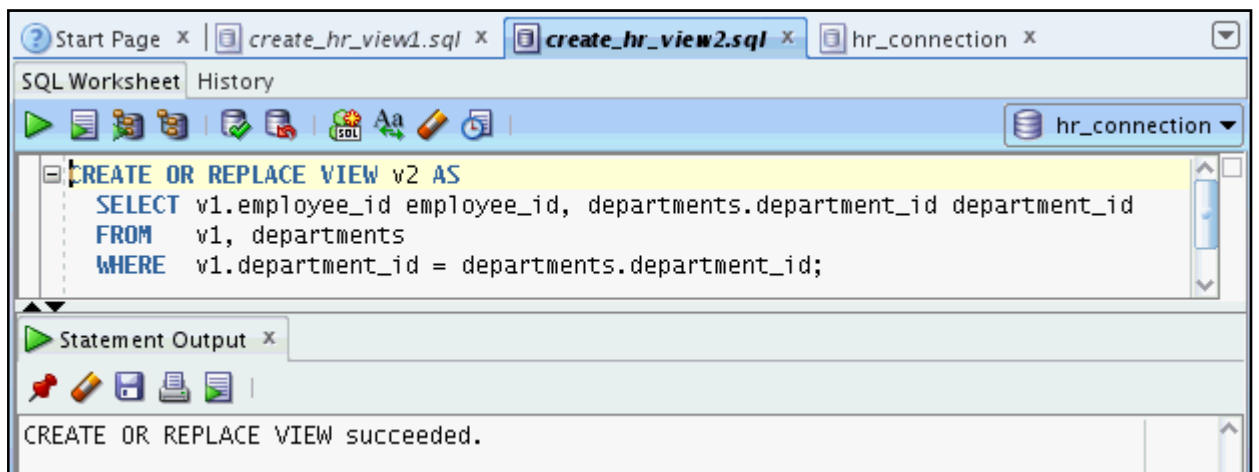 Start Page x create_hr_view1.sql x create_hr_view2.sql x hr_connection x
SQL Worksheet History
SQL Aa hr_connection
CREATE OR REPLACE VIEW v2 AS
SELECT v1.employee_id employee_id, departments.department_id department_id
FROM v1, departments
WHERE v1.department_id = departments.department_id;
Statement Output x
CREATE OR REPLACE VIEW succeeded.